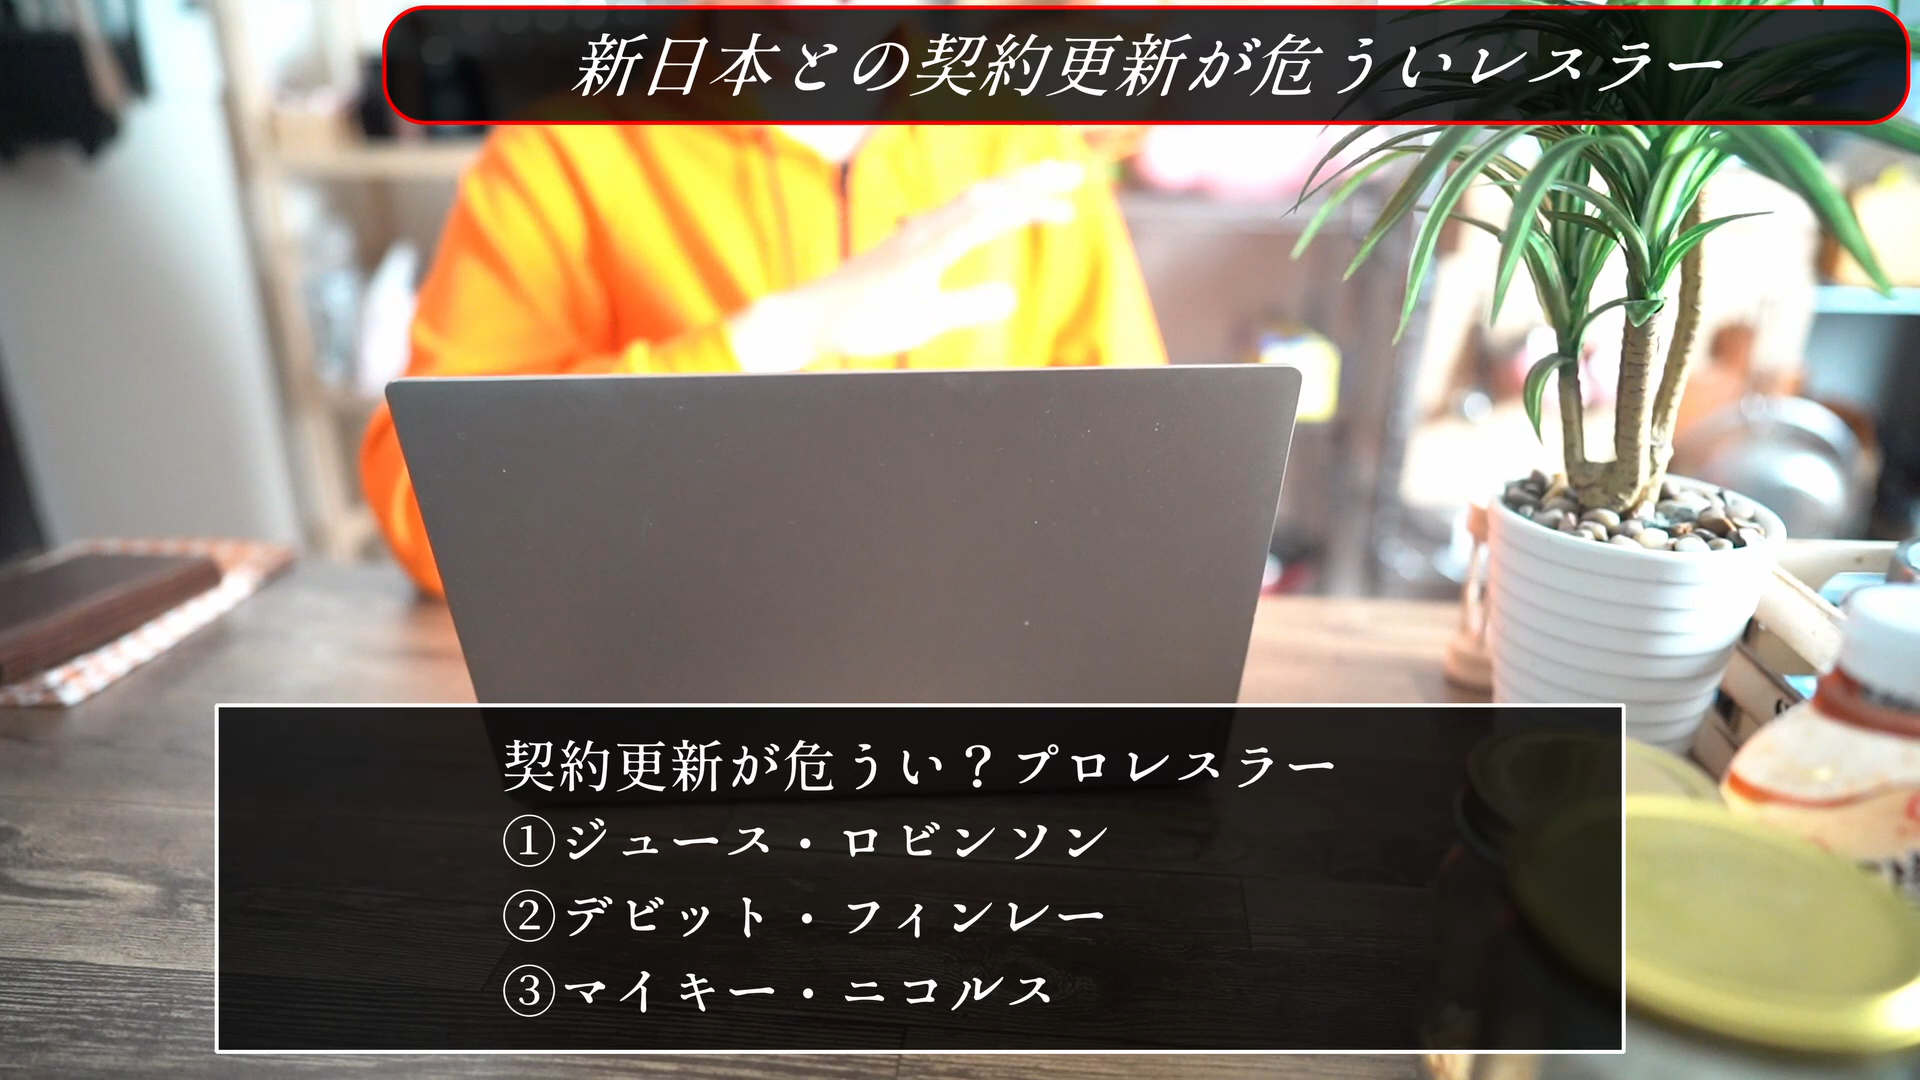 新日本との契約更新が危ういレスラー
契約更新が危うい？プロレスラー
①ジュース・ロビンソン
②デビット・フィンレー
③マイキー・ニコルス